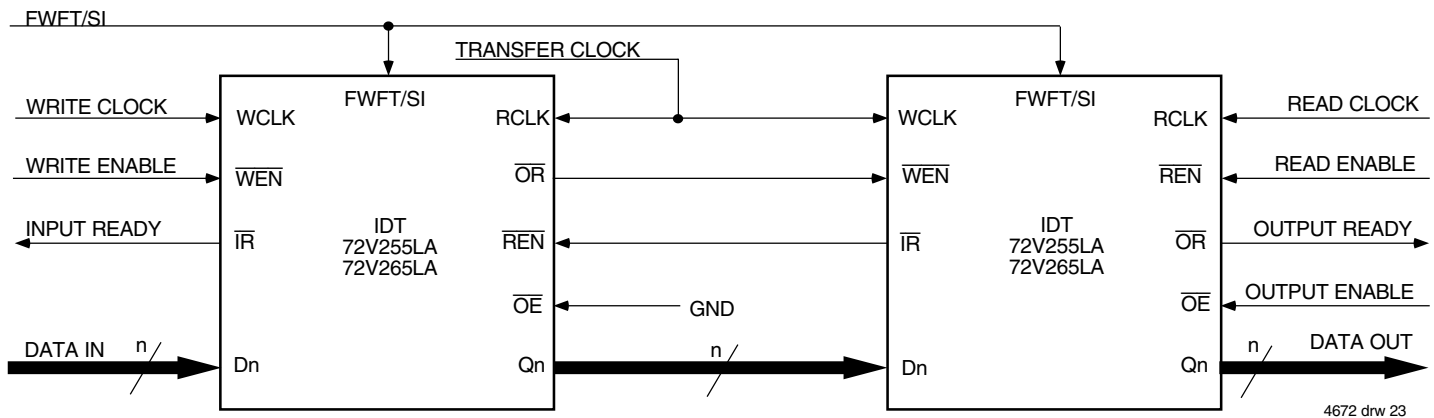 FWFT/SI
TRANSFER CLOCK
FWFT/SI
FWFT/SI
WRITE CLOCK
WCLK
RCLK
WCLK
RCLK
READ CLOCK
WRITE ENABLE
WEN
OR
WEN
REN
READ ENABLE
INPUT READY
IR
IDT
72V255LA
72V265LA
REN
IR
IDT
72V255LA
72V265LA
OR
OUTPUT READY
OE
GND
OE
OUTPUT ENABLE
DATA IN
n
Dn
Qn
n
Dn
Qn
n
DATA OUT
4672 drw 23